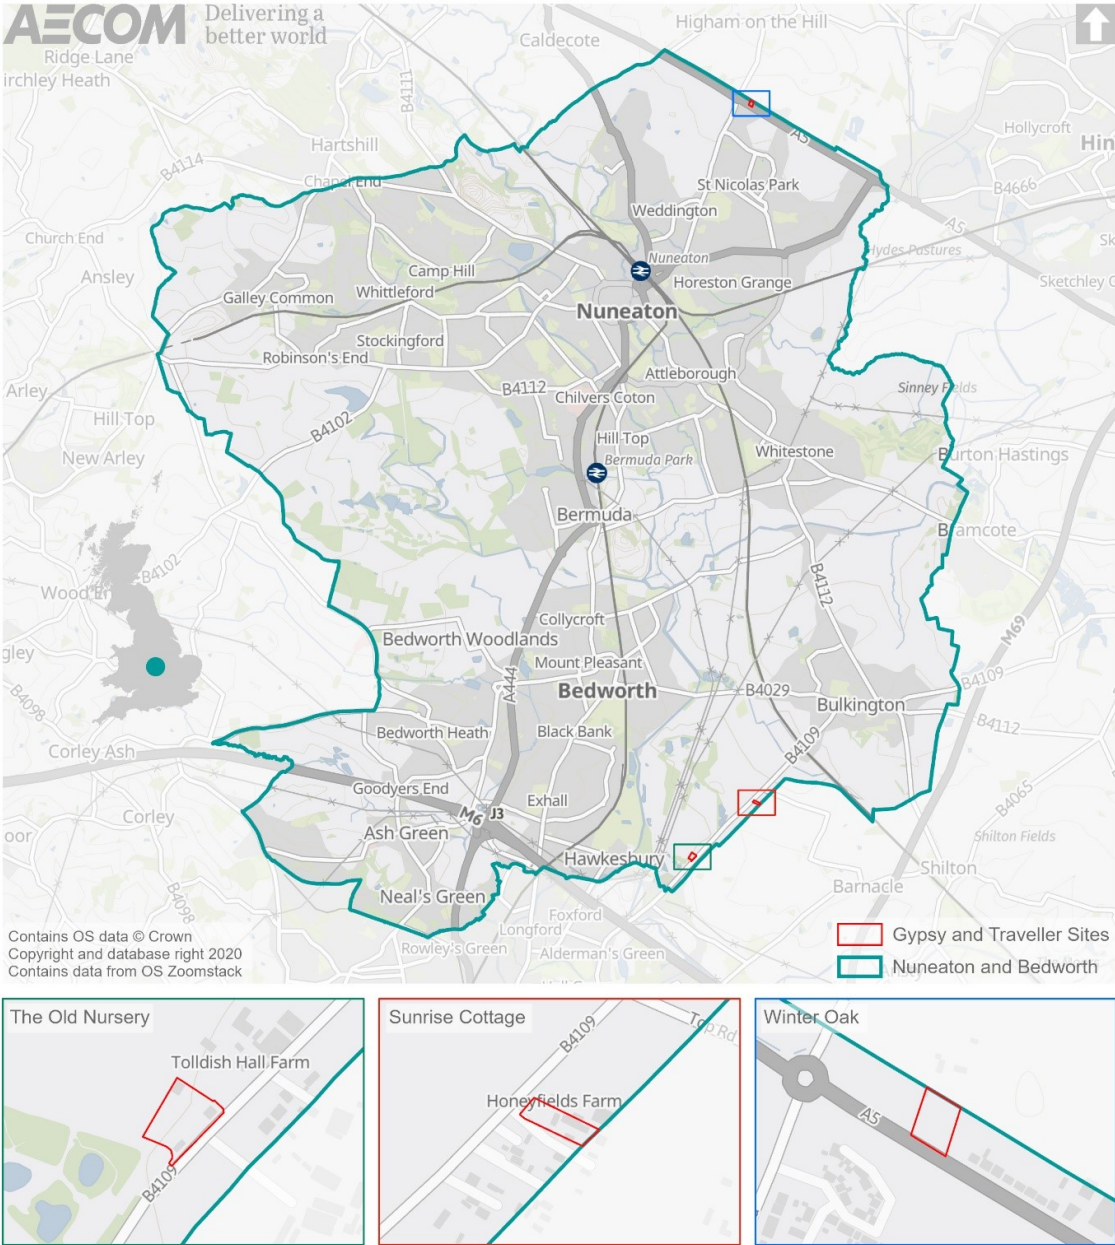 AECOM
Delivering a
better world
Higham on the Hill
Caldecote
Ridge Lane
irchley Heath
B4111
A5
Hollycroft
Hin
Hartshill
B4114
Chapel End
St Nicolas Park
B4666
Weddington
A5
Church End
Hydes Pastures
Sk
Nuneaton
Ansley
Camp Hill
Horeston Grange
Sketchley
Galley Common
Whittleford
Nuneaton
Stockingford
Robinson's End
Attleborough
Arley
B4112
Sinney Fields
Chilvers Coton
Hill Top
B4102
Hill Top
Whitestone
New Arley
Bermuda Park
Burton Hastings
Bermuda
Bramcote
B4102
B4112
Collycroft
M69
Bedworth Woodlands
gley
Mount Pleasant
B4109
A444
Bedworth
B4029
B4098
Bulkington
B4112
Bedworth Heath
Black Bank
Corley Ash
B4109
Goodyers End
B4065
Exhall
M6
J3
Corley
oor
Ash Green
Shilton Fields
Hawkesbury
Shilton
Barnacle
Neal's Green
B4098
Foxford
Longford
Rowley's Green
Alderman's Green
Gypsy and Traveller Sites
Nuneaton and Bedworth
Contains OS data © Crown
Copyright and database right 2020
Contains data from OS Zoomstack
The Old Nursery
Tolldish Hall Farm
B4109
Sunrise Cottage
B4109
Top Rd
Honeyfields Farm
Winter Oak
A5